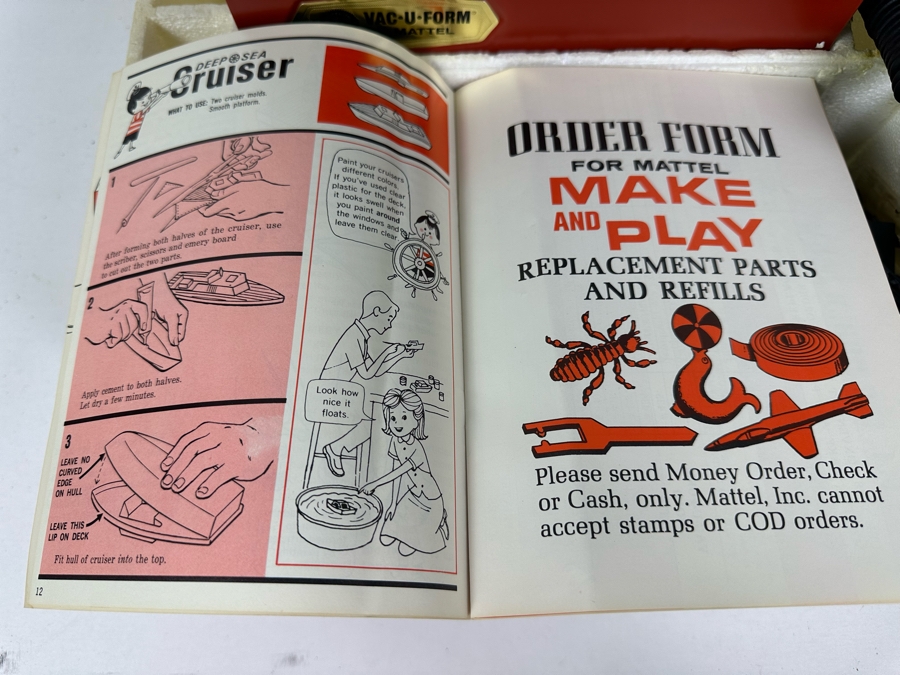 VAC-U-FORM
MATTEL
DEEP SEA
Cruiser
WHAT TO USE: Two cruiser molds.
Smooth platform.
1
After forming both halves of the cruiser, use
the scriber, scissors and emery board
to cut out the two parts.
2
Apply cement to both halves.
Let dry a few minutes.
3
LEAVE NO
CURVED
EDGE
ON HULL
LEAVE THIS
LIP ON DECK
Fit hull of cruiser into the top.
12
Paint your cruisers
different colors.
If you've used clear
plastic for the deck,
it looks swell when
you paint around
the windows and
leave them clear
Look how
nice it
floats.
ORDER FORM
FOR MATTEL
MAKE
AND PLAY
REPLACEMENT PARTS
AND REFILLS
Please send Money Order, Check
or Cash, only. Mattel, Inc. cannot
accept stamps or COD orders.